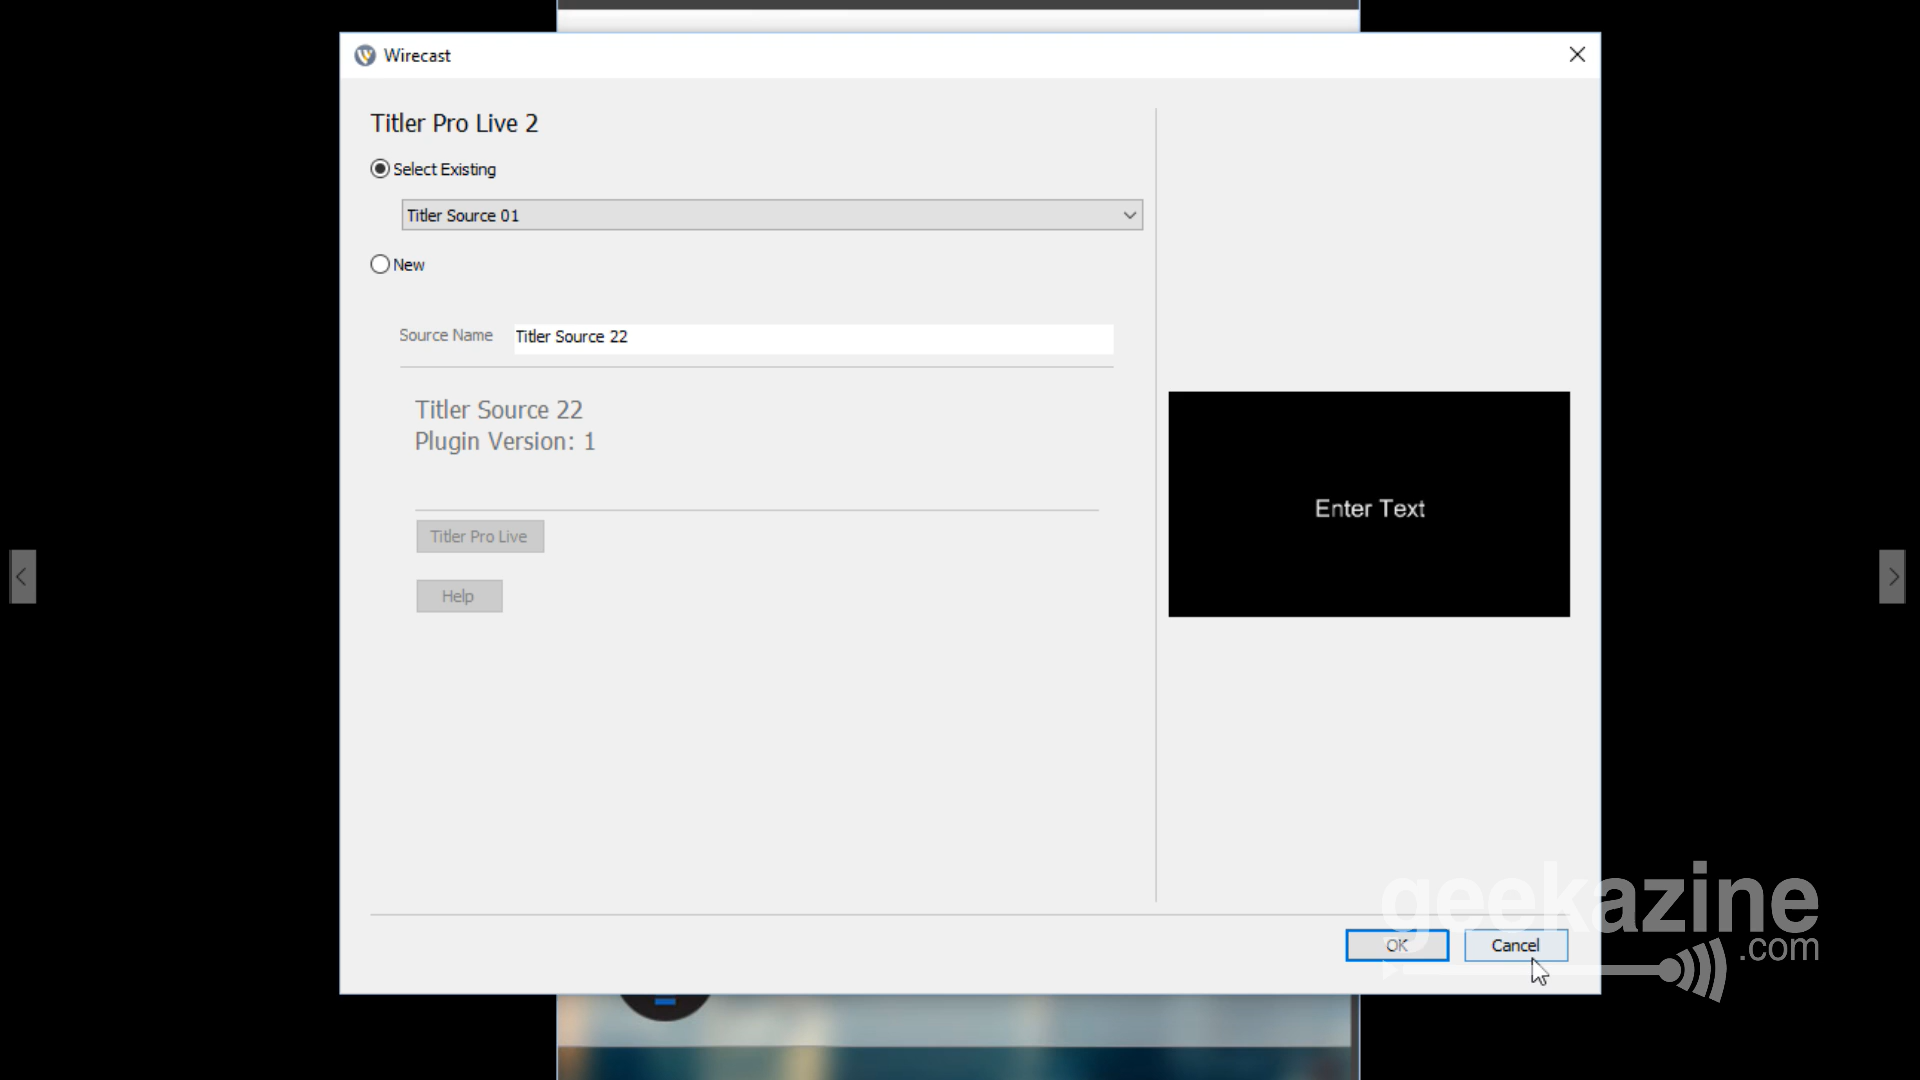 Wirecast
Titler Pro Live 2
Select Existing
Titler Source 01
New
Source Name
Titler Source 22
Titler Source 22
Plugin Version: 1
Titler Pro Live
Help
Enter Text
geekazine
.com
OK
Cancel